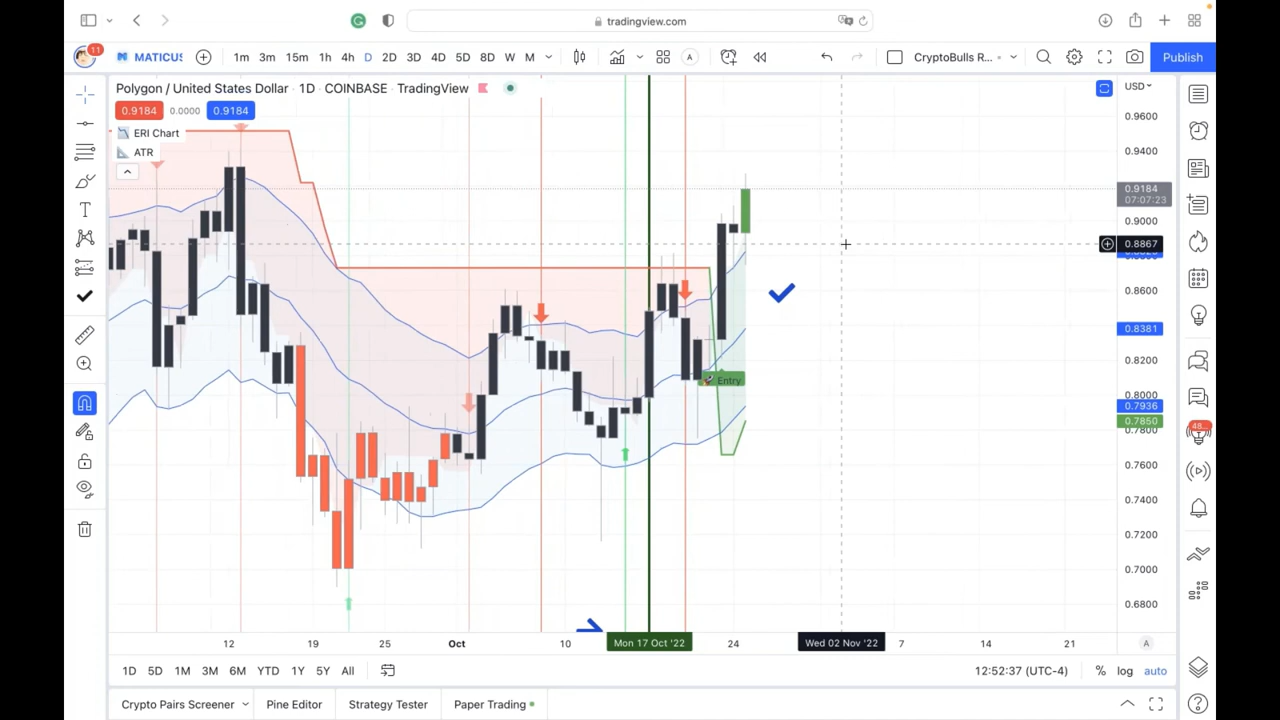 tradingview.com
11
MATICUS
1m 3m 15m 1h 4h D 2D 3D 4D 5D 8D W M
A
CryptoBulls R...
Publish
Polygon / United States Dollar · 1D · COINBASE · TradingView
USD
0.9184 0.0000 0.9184
ERI Chart
ATR
0.9600
0.9400
0.9184
07:07:23
0.9000
0.8867
0.8600
0.8381
0.8200
0.8000
0.7936
0.7850
0.7800
0.7600
0.7400
0.7200
0.7000
0.6800
Entry
48
12 19 25 Oct 10 Mon 17 Oct '22 24 Wed 02 Nov '22 7 14 21 A
1D 5D 1M 3M 6M YTD 1Y 5Y All
12:52:37 (UTC-4) % log auto
Crypto Pairs Screener Pine Editor Strategy Tester Paper Trading